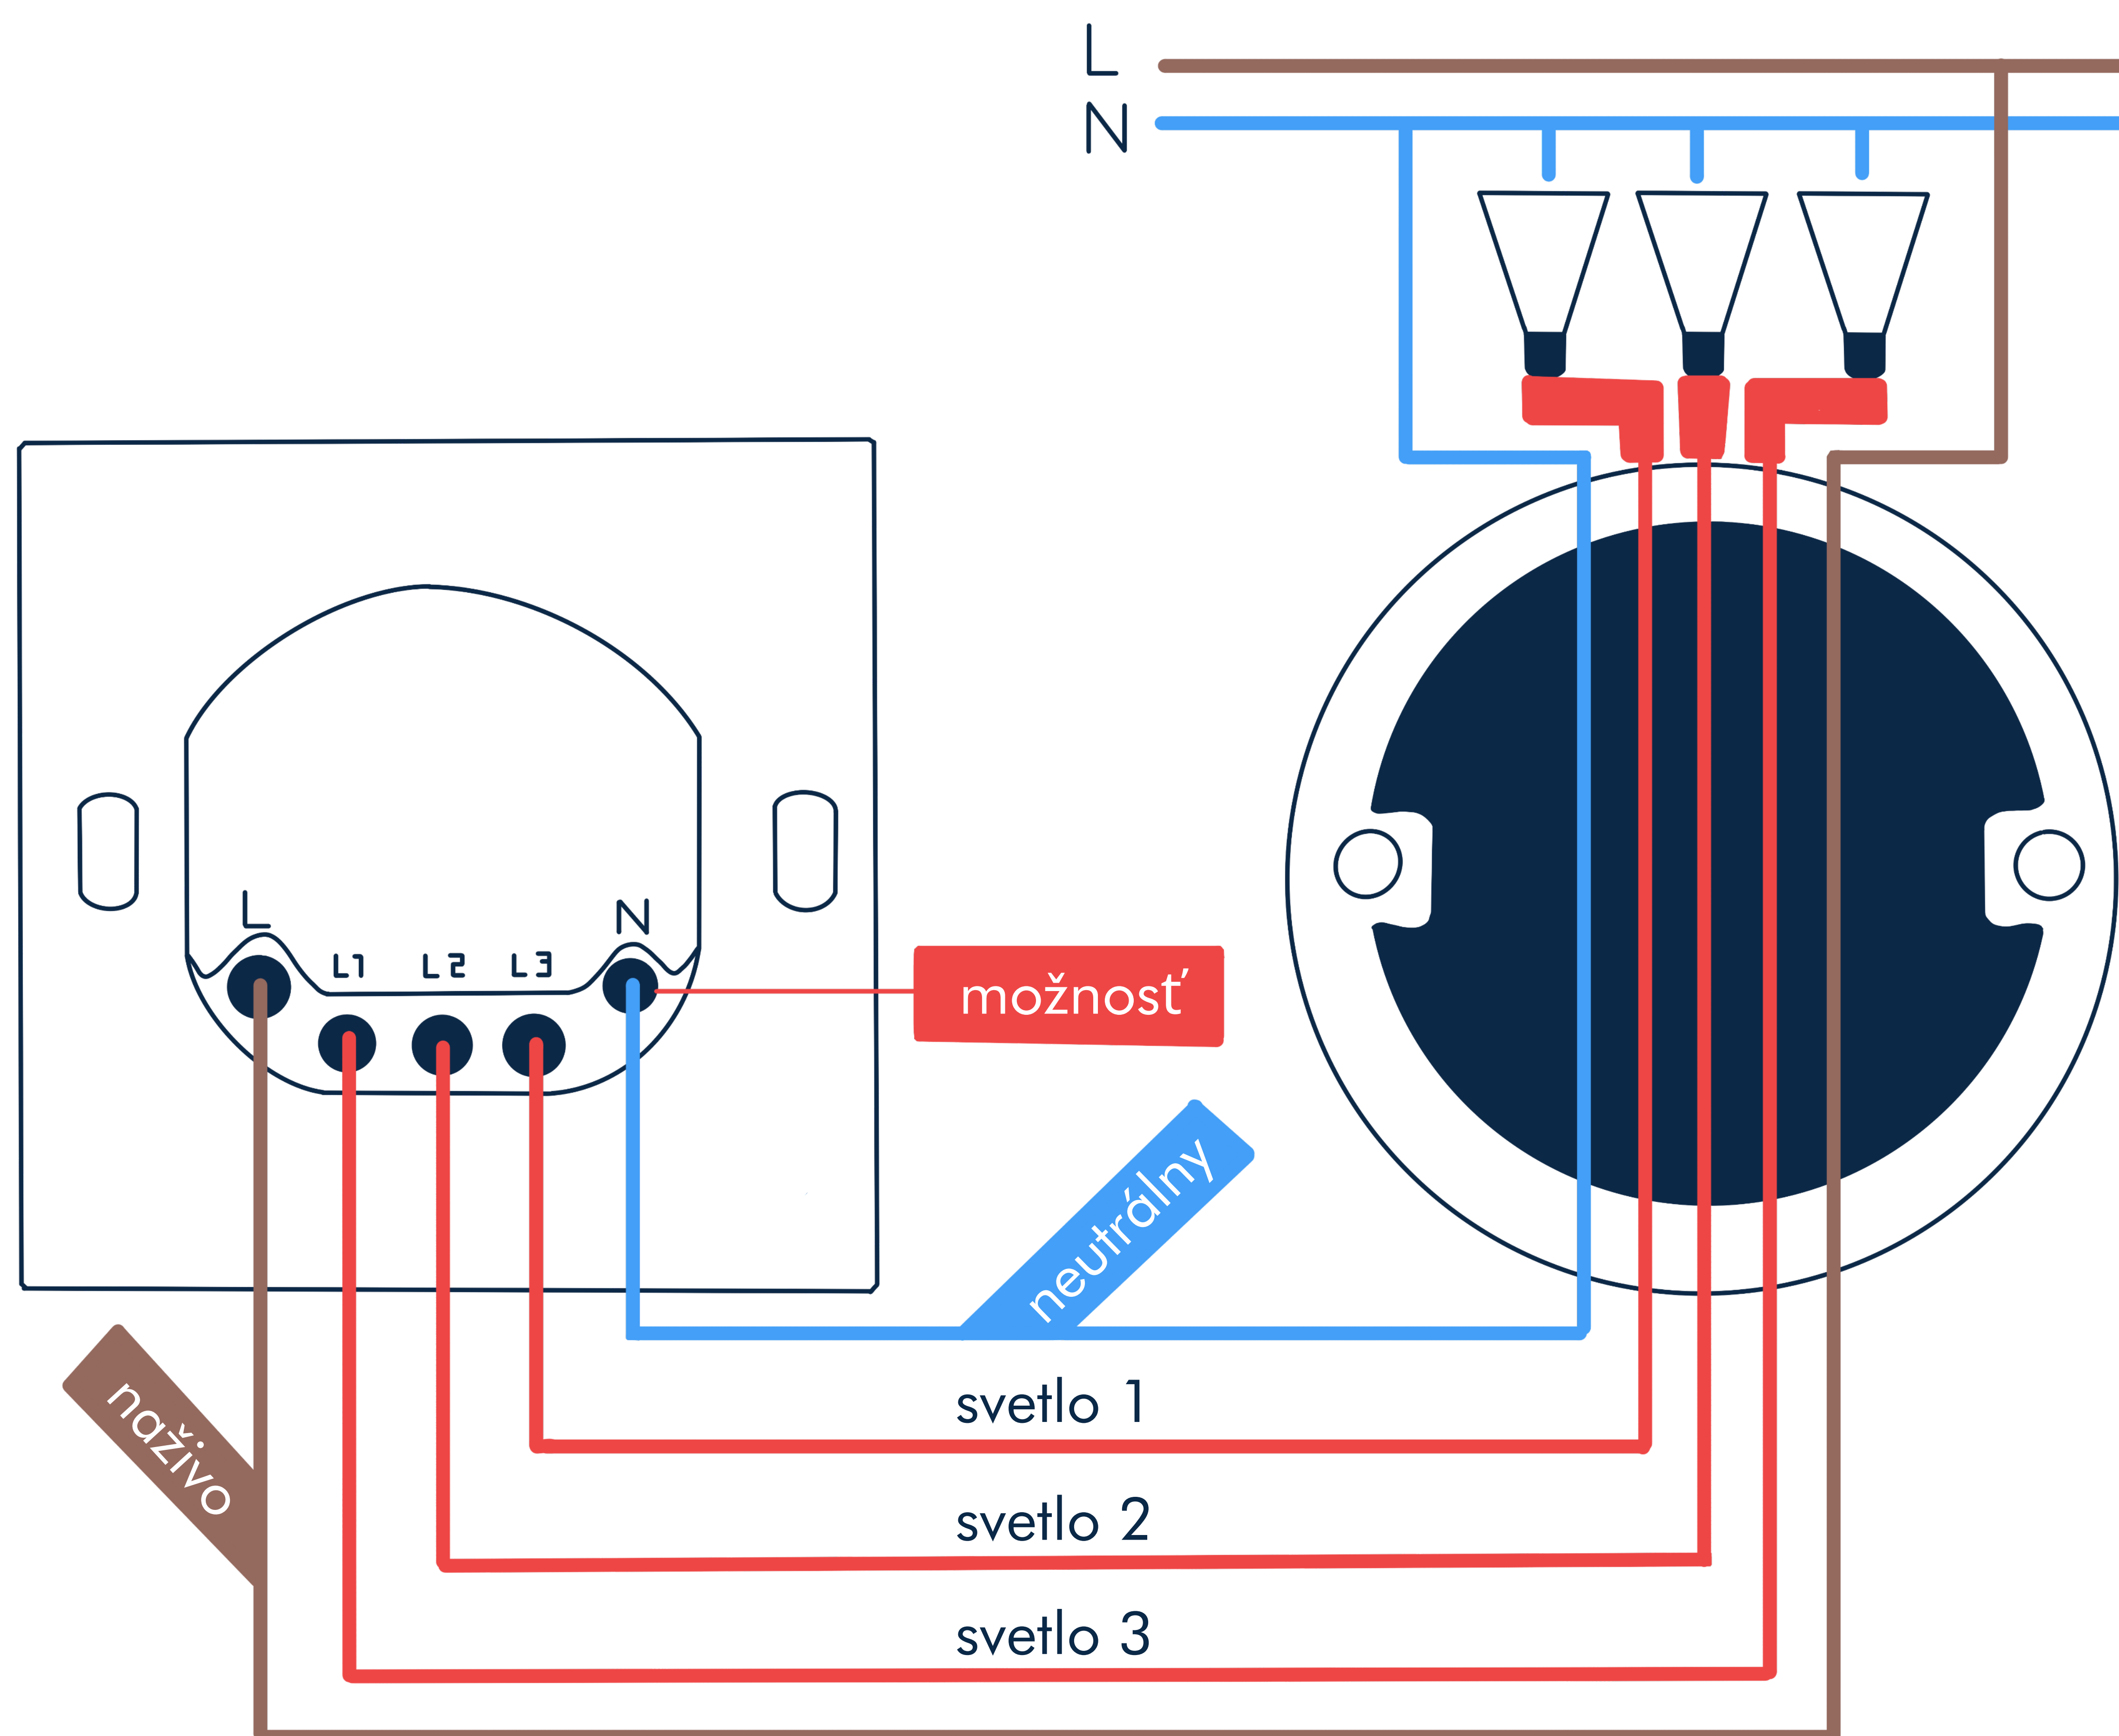 L
N
L
N
L1
L2
L3
možnosť
neutrálny
naživo
svetlo 1
svetlo 2
svetlo 3